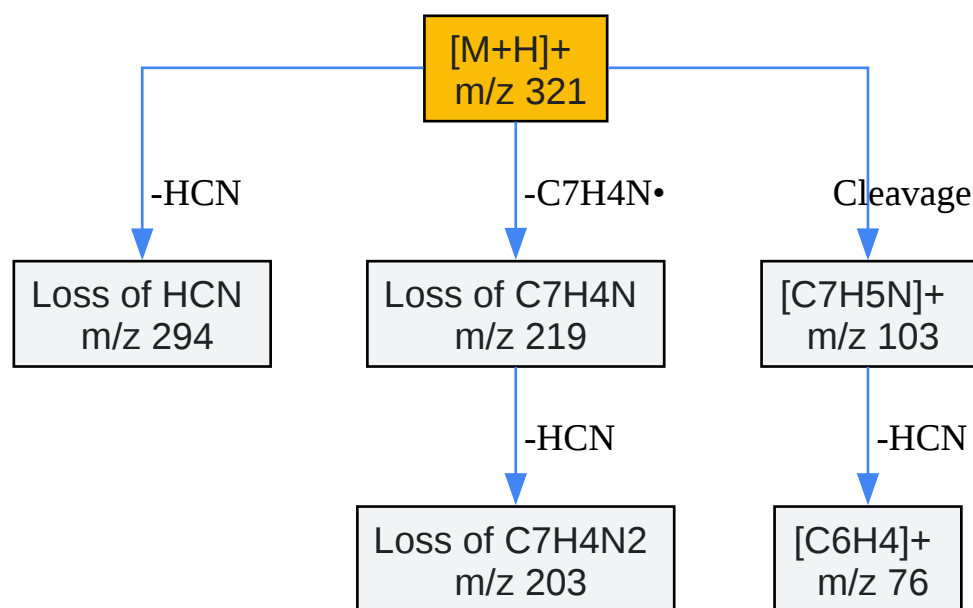 [M+H]+
m/z 321
-HCN
-C7H4N•
Cleavage
Loss of HCN
m/z 294
Loss of C7H4N
m/z 219
[C7H5N]+
m/z 103
-HCN
-HCN
Loss of C7H4N2
m/z 203
[C6H4]+
m/z 76